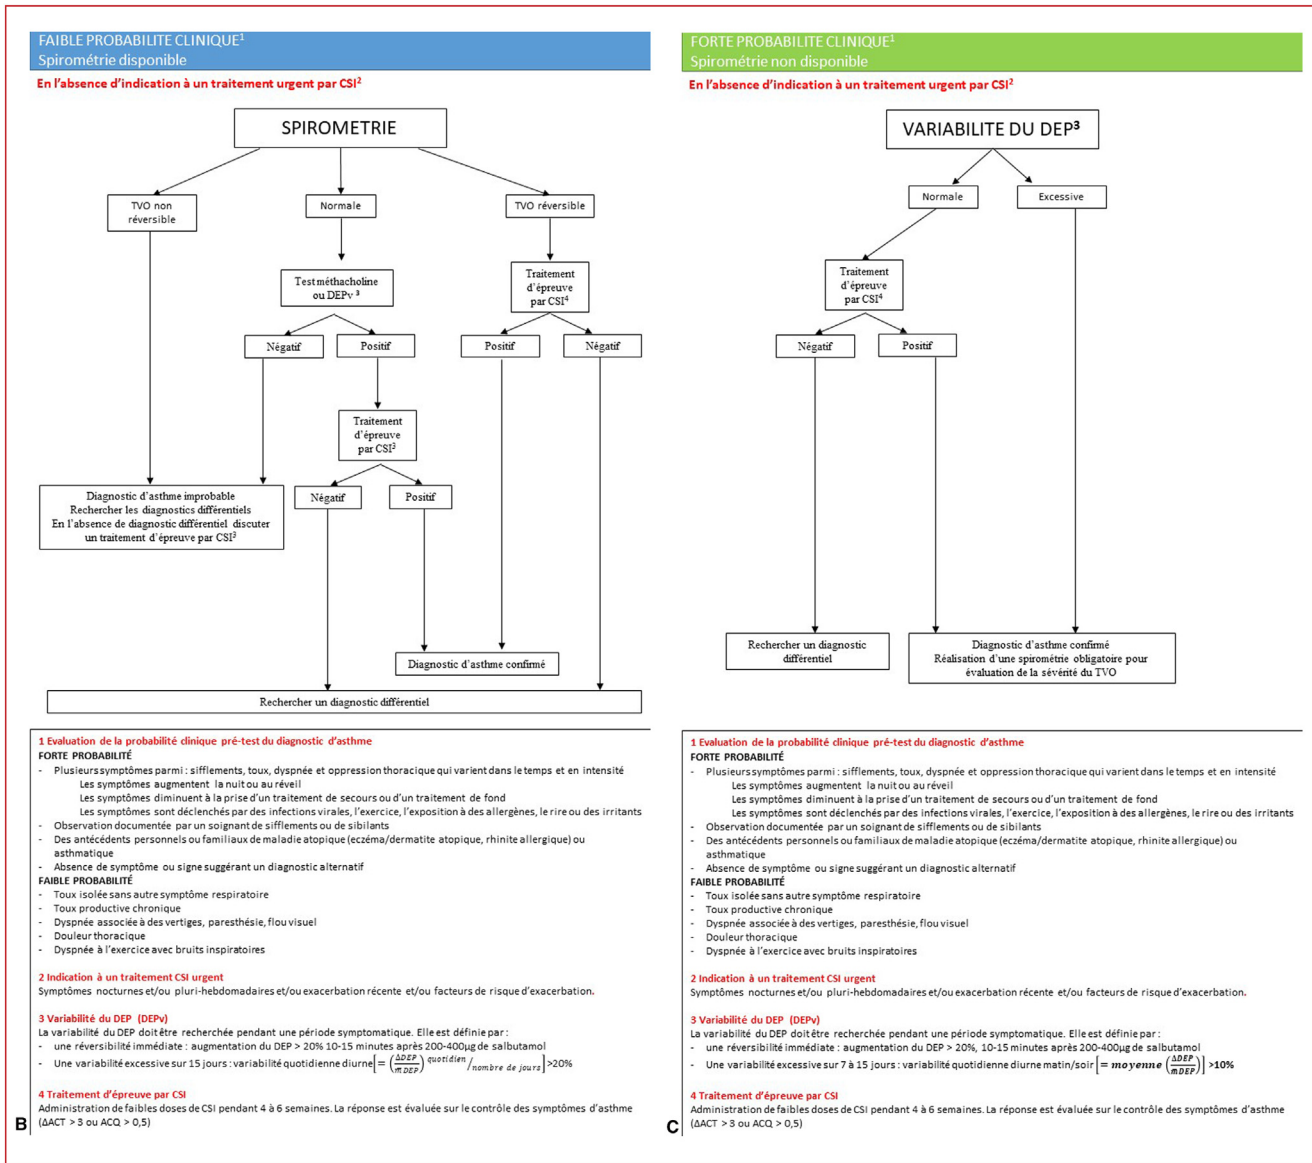 FAIBLE PROBABILITE CLINIQUE¹
Spirométrie disponible
En l’absence d’indication à un traitement urgent par CSI²
SPIROMETRIE
TVO non
réversible
Normale
TVO réversible
Test méthacholine
ou DEPv ³
Traitement
d’épreuve
par CSI⁴
Négatif
Positif
Positif
Négatif
Traitement
d’épreuve
par CSI³
Négatif
Positif
Diagnostic d’asthme improbable
Rechercher les diagnostics différentiels
En l’absence de diagnostic différentiel discuter
un traitement d’épreuve par CSI³
Diagnostic d’asthme confirmé
Rechercher un diagnostic différentiel
1 Evaluation de la probabilité clinique pré-test du diagnostic d’asthme
FORTE PROBABILITÉ
- Plusieurs symptômes parmi : sifflements, toux, dyspnée et oppression thoracique qui varient dans le temps et en intensité
Les symptômes augmentent la nuit ou au réveil
Les symptômes diminuent à la prise d’un traitement de secours ou d’un traitement de fond
Les symptômes sont déclenchés par des infections virales, l’exercice, l’exposition à des allergènes, le rire ou des irritants
- Observation documentée par un soignant de sifflements ou de sibilants
- Des antécédents personnels ou familiaux de maladie atopique (eczéma/dermatite atopique, rhinite allergique) ou
asthmatique
- Absence de symptôme ou signe suggérant un diagnostic alternatif
FAIBLE PROBABILITÉ
- Toux isolée sans autre symptôme respiratoire
- Toux productive chronique
- Dyspnée associée à des vertiges, paresthésie, flou visuel
- Douleur thoracique
- Dyspnée à l’exercice avec bruits inspiratoires
2 Indication à un traitement CSI urgent
Symptômes nocturnes et/ou pluri-hebdomadaires et/ou exacerbation récente et/ou facteurs de risque d’exacerbation.
3 Variabilité du DEP (DEPv)
La variabilité du DEP doit être recherchée pendant une période symptomatique. Elle est définie par :
- une réversibilité immédiate : augmentation du DEP > 20% 10-15 minutes après 200-400µg de salbutamol
- Une variabilité excessive sur 15 jours : variabilité quotidienne diurne[= (ΔDEP/mDEP) quotidien/nombre de jours]>20%
4 Traitement d’épreuve par CSI
Administration de faibles doses de CSI pendant 4 à 6 semaines. La réponse est évaluée sur le contrôle des symptômes d’asthme
(ΔACT > 3 ou ACQ > 0,5)
B
FORTE PROBABILITE CLINIQUE¹
Spirométrie non disponible
En l’absence d’indication à un traitement urgent par CSI²
VARIABILITE DU DEP³
Normale
Excessive
Traitement
d’épreuve
par CSI⁴
Négatif
Positif
Rechercher un diagnostic
différentiel
Diagnostic d’asthme confirmé
Réalisation d’une spirométrie obligatoire pour
évaluation de la sévérité du TVO
1 Evaluation de la probabilité clinique pré-test du diagnostic d’asthme
FORTE PROBABILITÉ
- Plusieurs symptômes parmi : sifflements, toux, dyspnée et oppression thoracique qui varient dans le temps et en intensité
Les symptômes augmentent la nuit ou au réveil
Les symptômes diminuent à la prise d’un traitement de secours ou d’un traitement de fond
Les symptômes sont déclenchés par des infections virales, l’exercice, l’exposition à des allergènes, le rire ou des irritants
- Observation documentée par un soignant de sifflements ou de sibilants
- Des antécédents personnels ou familiaux de maladie atopique (eczéma/dermatite atopique, rhinite allergique) ou
asthmatique
- Absence de symptôme ou signe suggérant un diagnostic alternatif
FAIBLE PROBABILITÉ
- Toux isolée sans autre symptôme respiratoire
- Toux productive chronique
- Dyspnée associée à des vertiges, paresthésie, flou visuel
- Douleur thoracique
- Dyspnée à l’exercice avec bruits inspiratoires
2 Indication à un traitement CSI urgent
Symptômes nocturnes et/ou pluri-hebdomadaires et/ou exacerbation récente et/ou facteurs de risque d’exacerbation.
3 Variabilité du DEP (DEPv)
La variabilité du DEP doit être recherchée pendant une période symptomatique. Elle est définie par :
- une réversibilité immédiate : augmentation du DEP > 20%, 10-15 minutes après 200-400µg de salbutamol
- Une variabilité excessive sur 7 à 15 jours : variabilité quotidienne diurne matin/soir [= moyenne (ΔDEP/mDEP)] >10%
4 Traitement d’épreuve par CSI
Administration de faibles doses de CSI pendant 4 à 6 semaines. La réponse est évaluée sur le contrôle des symptômes d’asthme
(ΔACT > 3 ou ACQ > 0,5)
C